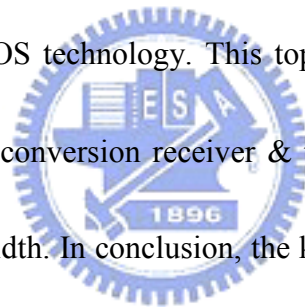 OS technology. This top
conversion receiver &
E S A
1896
dth. In conclusion, the k